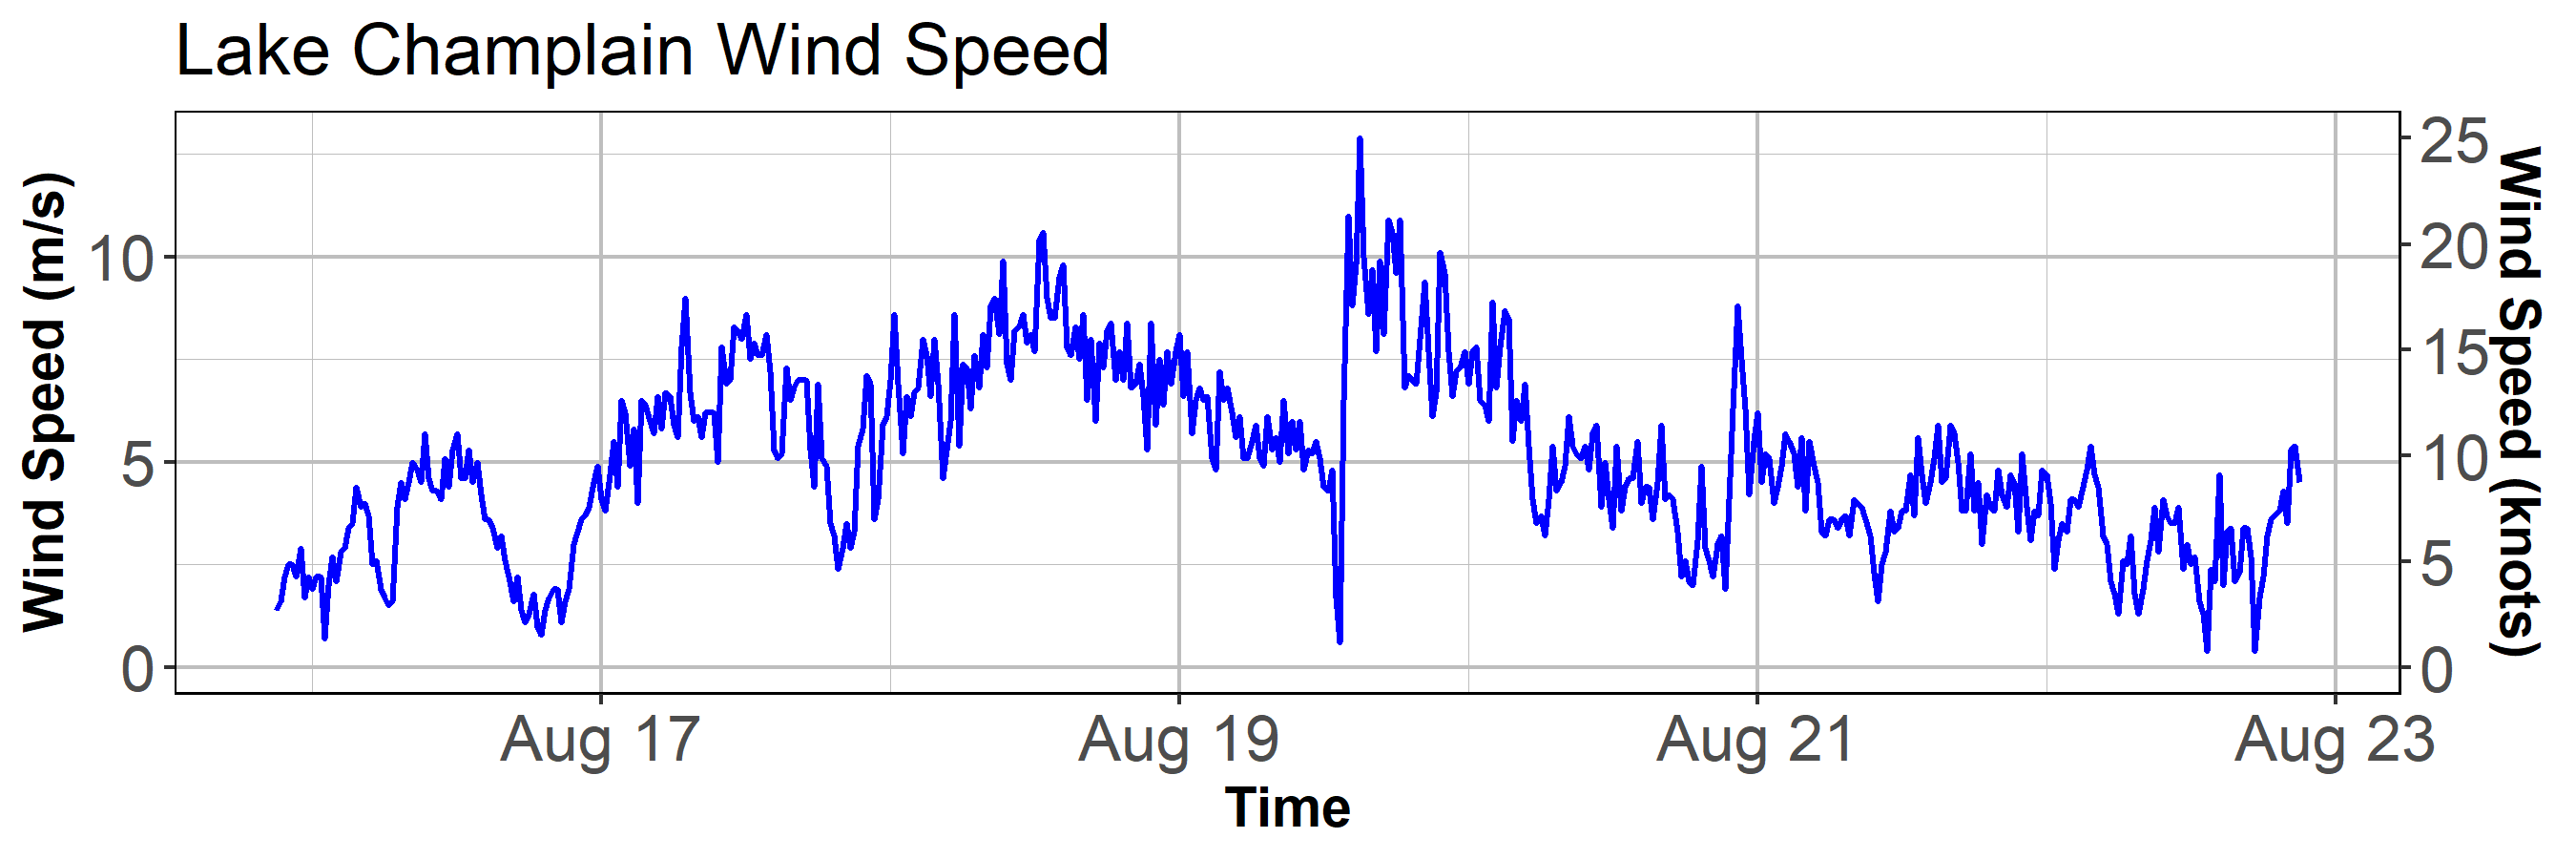 Lake Champlain Wind Speed
Wind Speed (m/s)
10
5
0
25
20
15
10
5
0
Wind Speed (knots)
Aug 17 Aug 19 Aug 21 Aug 23
Time